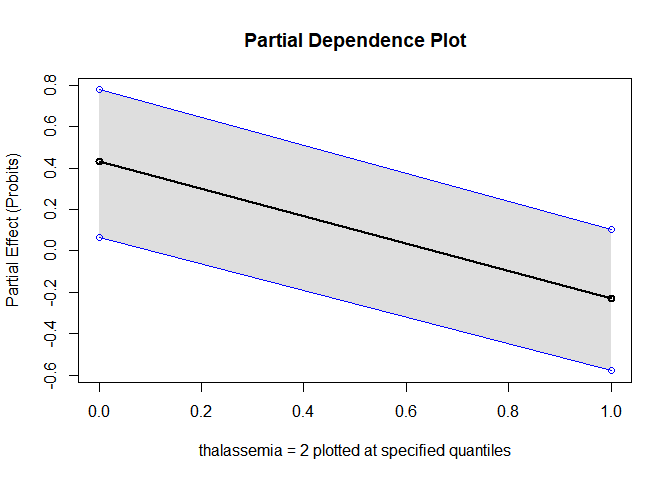 Partial Dependence Plot
Partial Effect (Probits)
0.8
0.6
0.4
0.2
0.0
-0.2
-0.4
-0.6
0.0 0.2 0.4 0.6 0.8 1.0
thalassemia = 2 plotted at specified quantiles